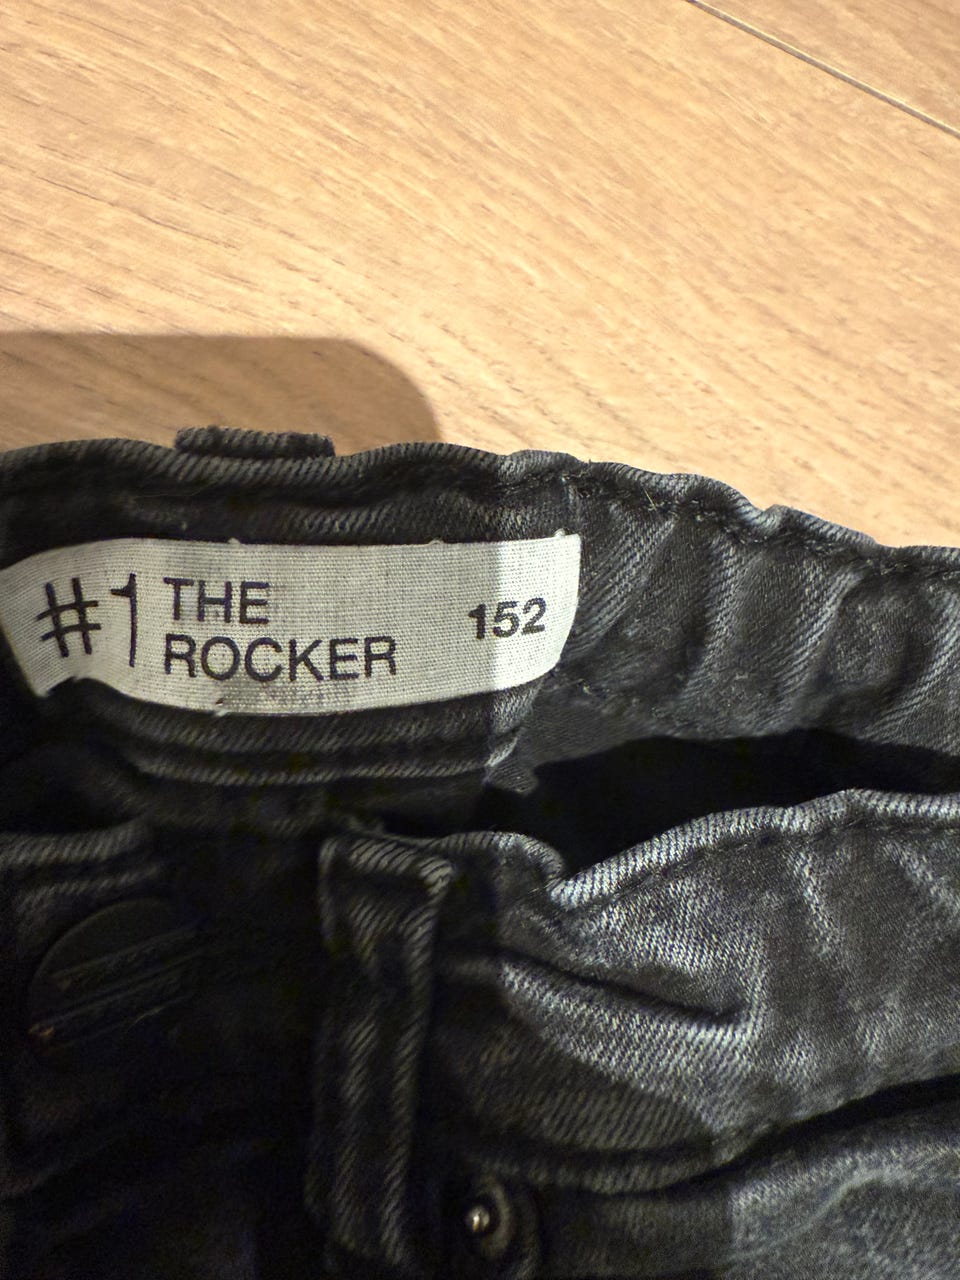 #1 THE
ROCKER
152